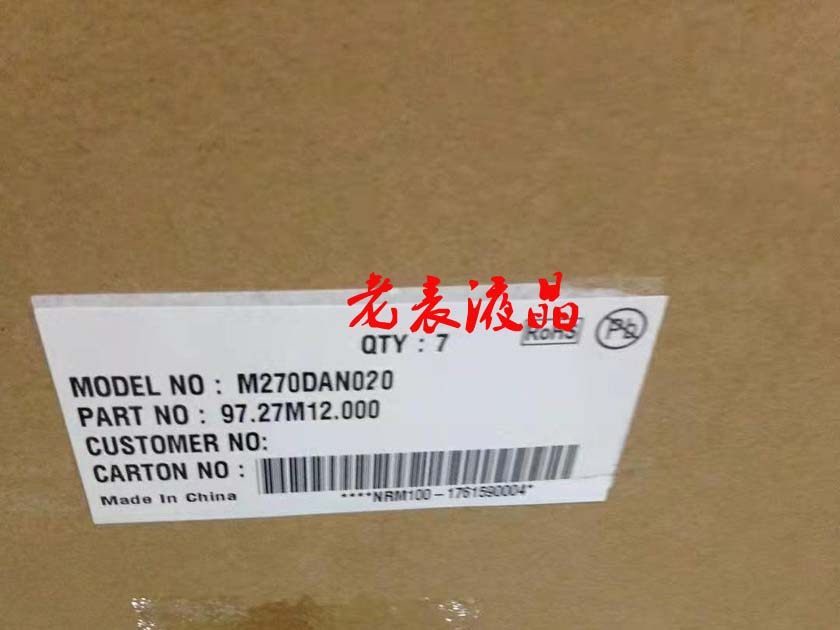 老表液晶
QTY : 7
RoHS
Pb
MODEL NO : M270DAN020
PART NO : 97.27M12.000
CUSTOMER NO:
CARTON NO :
****NRM100-1761590004*
Made In China